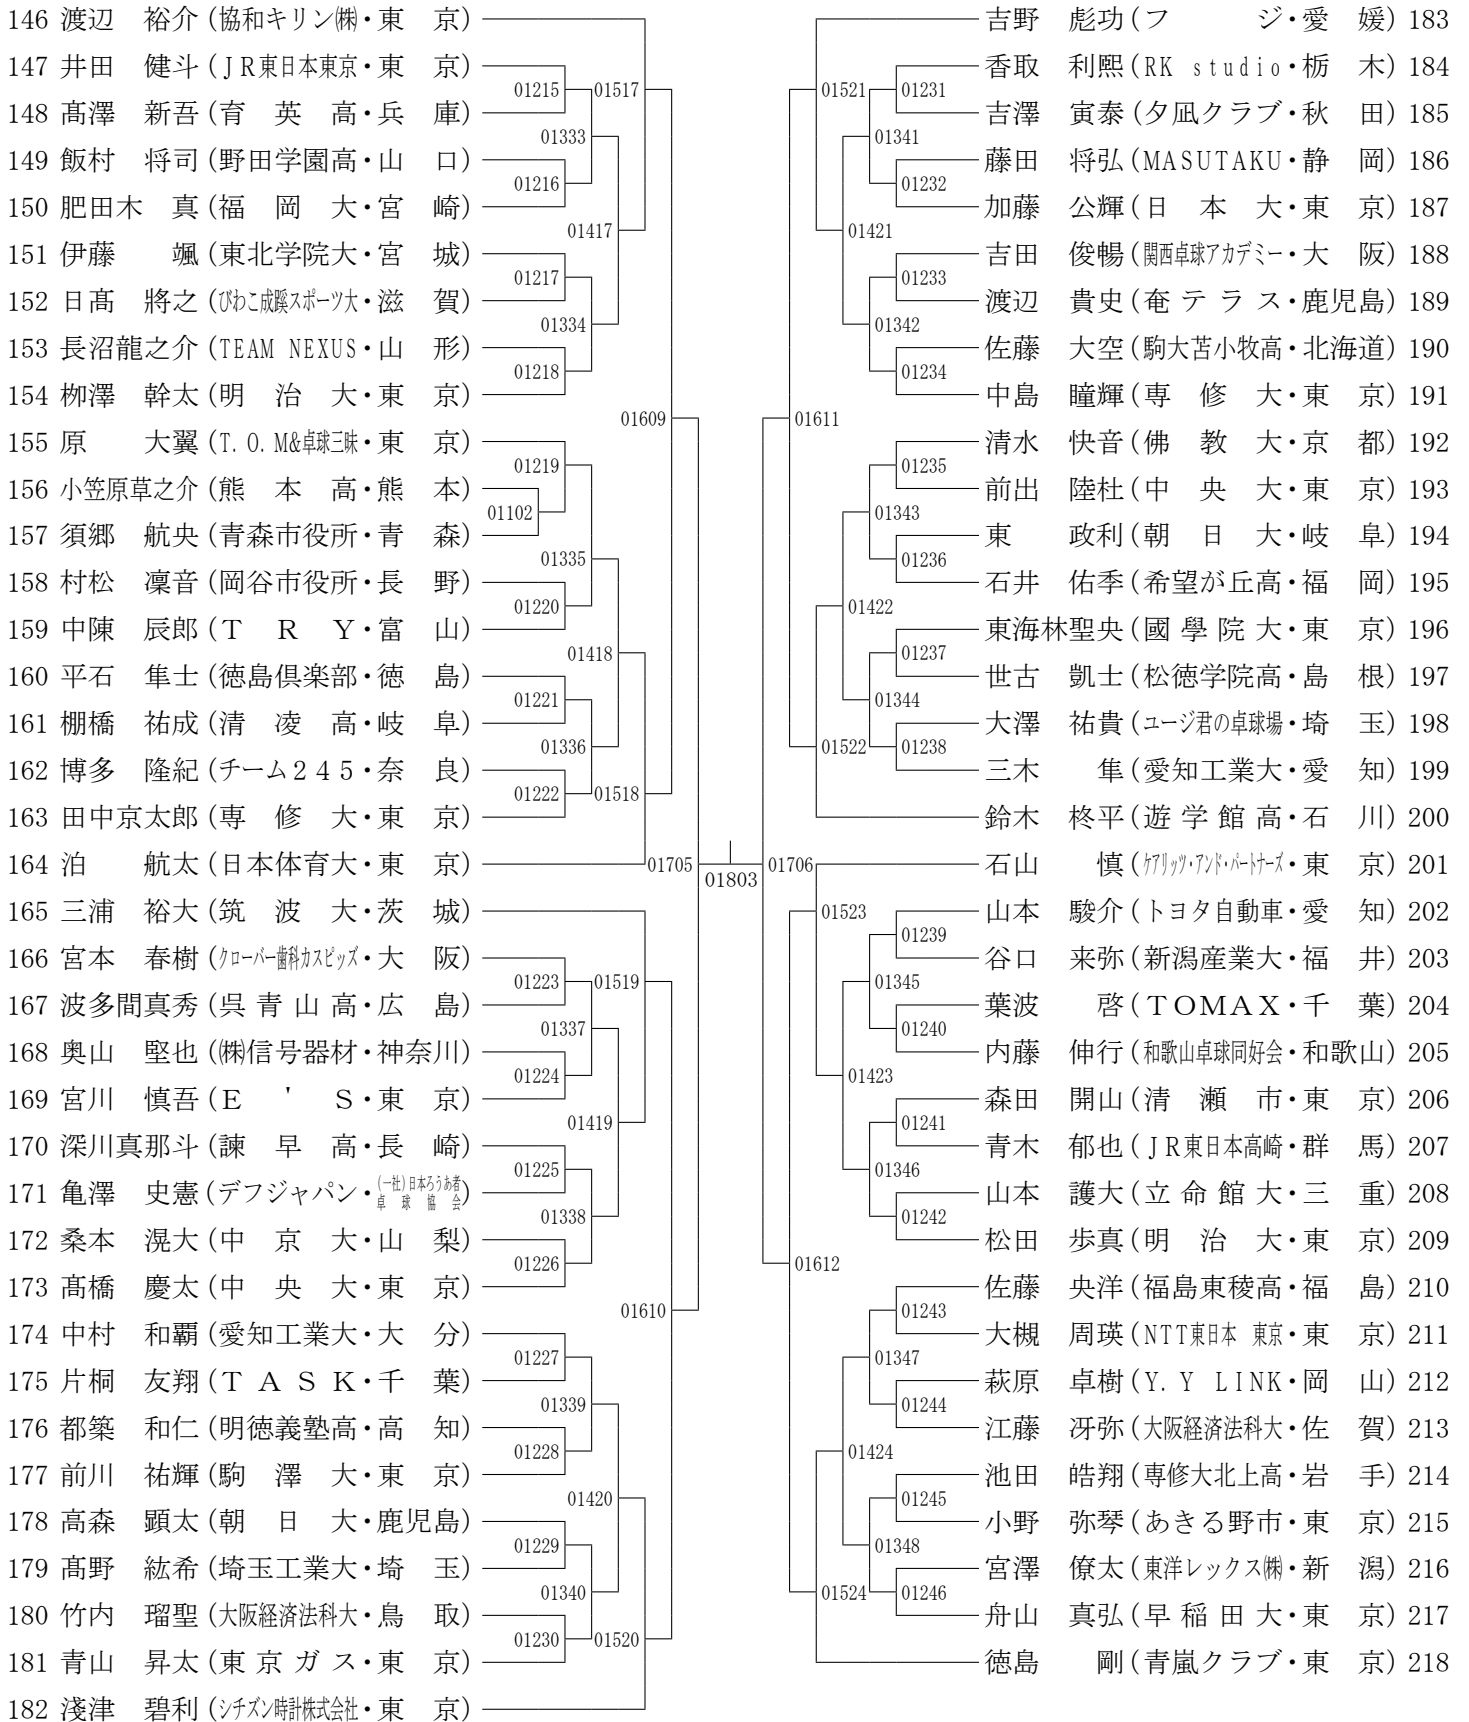 146 渡辺　裕介 (協和キリン㈱・東　京)
147 井田　健斗 (ＪＲ東日本東京・東　京)
148 髙澤　新吾 (育　英　高・兵　庫)
149 飯村　将司 (野田学園高・山　口)
150 肥田木　真 (福　岡　大・宮　崎)
151 伊藤　　颯 (東北学院大・宮　城)
152 日髙　將之 (びわこ成蹊スポーツ大・滋　賀)
153 長沼龍之介 (TEAM NEXUS・山　形)
154 栁澤　幹太 (明　治　大・東　京)
155 原　　大翼 (T. O. M&卓球三昧・東　京)
156 小笠原草之介 (熊　本　高・熊　本)
157 須郷　航央 (青森市役所・青　森)
158 村松　凜音 (岡谷市役所・長　野)
159 中陳　辰郎 (Ｔ　Ｒ　Ｙ・富　山)
160 平石　隼士 (徳島倶楽部・徳　島)
161 棚橋　祐成 (清　凌　高・岐　阜)
162 博多　隆紀 (チーム２４５・奈　良)
163 田中京太郎 (専　修　大・東　京)
164 泊　　航太 (日本体育大・東　京)
165 三浦　裕大 (筑　波　大・茨　城)
166 宮本　春樹 (クローバー歯科カスピッズ・大　阪)
167 波多間真秀 (呉 青 山 高・広　島)
168 奥山　堅也 (㈱信号器材・神奈川)
169 宮川　慎吾 (Ｅ　＇　Ｓ・東　京)
170 深川真那斗 (諫　早　高・長　崎)
171 亀澤　史憲 (デフジャパン・(一社)日本ろうあ者卓球協会)
172 桑本　滉大 (中　京　大・山　梨)
173 髙橋　慶太 (中　央　大・東　京)
174 中村　和覇 (愛知工業大・大　分)
175 片桐　友翔 (Ｔ Ａ Ｓ Ｋ・千　葉)
176 都築　和仁 (明徳義塾高・高　知)
177 前川　祐輝 (駒　澤　大・東　京)
178 高森　顕太 (朝　日　大・鹿児島)
179 髙野　紘希 (埼玉工業大・埼　玉)
180 竹内　瑠聖 (大阪経済法科大・鳥　取)
181 青山　昇太 (東 京 ガ ス・東　京)
182 淺津　碧利 (シチズン時計株式会社・東　京)
01215
01216
01217
01218
01219
01102
01220
01221
01222
01223
01224
01225
01226
01227
01228
01229
01230
01333
01334
01335
01336
01337
01338
01339
01340
01417
01418
01419
01420
01517
01518
01519
01520
01609
01610
01705
01803
01706
01611
01612
01521
01522
01523
01524
01421
01422
01423
01424
01341
01342
01343
01344
01345
01346
01347
01348
01231
01232
01233
01234
01235
01236
01237
01238
01239
01240
01241
01242
01243
01244
01245
01246
吉野　彪功 (フ　　ジ・愛　媛) 183
香取　利熙 (RK studio・栃　木) 184
吉澤　寅泰 (夕凪クラブ・秋　田) 185
藤田　将弘 (MASUTAKU・静　岡) 186
加藤　公輝 (日　本　大・東　京) 187
吉田　俊暢 (関西卓球アカデミー・大　阪) 188
渡辺　貴史 (奄 テ ラ ス・鹿児島) 189
佐藤　大空 (駒大苫小牧高・北海道) 190
中島　瞳輝 (専　修　大・東　京) 191
清水　快音 (佛　教　大・京　都) 192
前出　陸杜 (中　央　大・東　京) 193
東　　政利 (朝　日　大・岐　阜) 194
石井　佑季 (希望が丘高・福　岡) 195
東海林聖央 (國 學 院 大・東　京) 196
世古　凱士 (松徳学院高・島　根) 197
大澤　祐貴 (ユージ君の卓球場・埼　玉) 198
三木　　隼 (愛知工業大・愛　知) 199
鈴木　柊平 (遊 学 館 高・石　川) 200
石山　　慎 (ケアリッツ・アンド・パートナーズ・東　京) 201
山本　駿介 (トヨタ自動車・愛　知) 202
谷口　来弥 (新潟産業大・福　井) 203
葉波　　啓 (ＴＯＭＡＸ・千　葉) 204
内藤　伸行 (和歌山卓球同好会・和歌山) 205
森田　開山 (清　瀬　市・東　京) 206
青木　郁也 (ＪＲ東日本高崎・群　馬) 207
山本　護大 (立 命 館 大・三　重) 208
松田　歩真 (明　治　大・東　京) 209
佐藤　央洋 (福島東稜高・福　島) 210
大槻　周瑛 (NTT東日本 東京・東　京) 211
萩原　卓樹 (Y. Y LINK・岡　山) 212
江藤　冴弥 (大阪経済法科大・佐　賀) 213
池田　皓翔 (専修大北上高・岩　手) 214
小野　弥琴 (あきる野市・東　京) 215
宮澤　僚太 (東洋レックス㈱・新　潟) 216
舟山　真弘 (早 稲 田 大・東　京) 217
徳島　　剛 (青嵐クラブ・東　京) 218